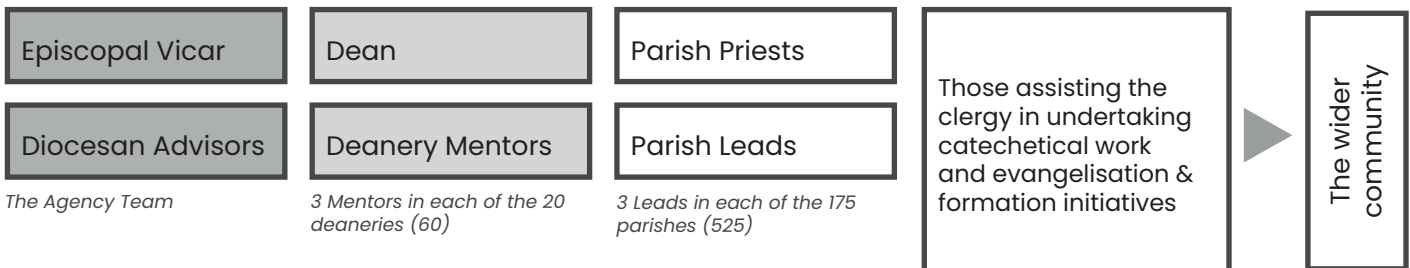 Episcopal Vicar
Diocesan Advisors
The Agency Team
Dean
Deanery Mentors
3 Mentors in each of the 20
deaneries (60)
Parish Priests
Parish Leads
3 Leads in each of the 175
parishes (525)
Those assisting the
clergy in undertaking
catechetical work
and evangelisation &
formation initiatives
The wider
community